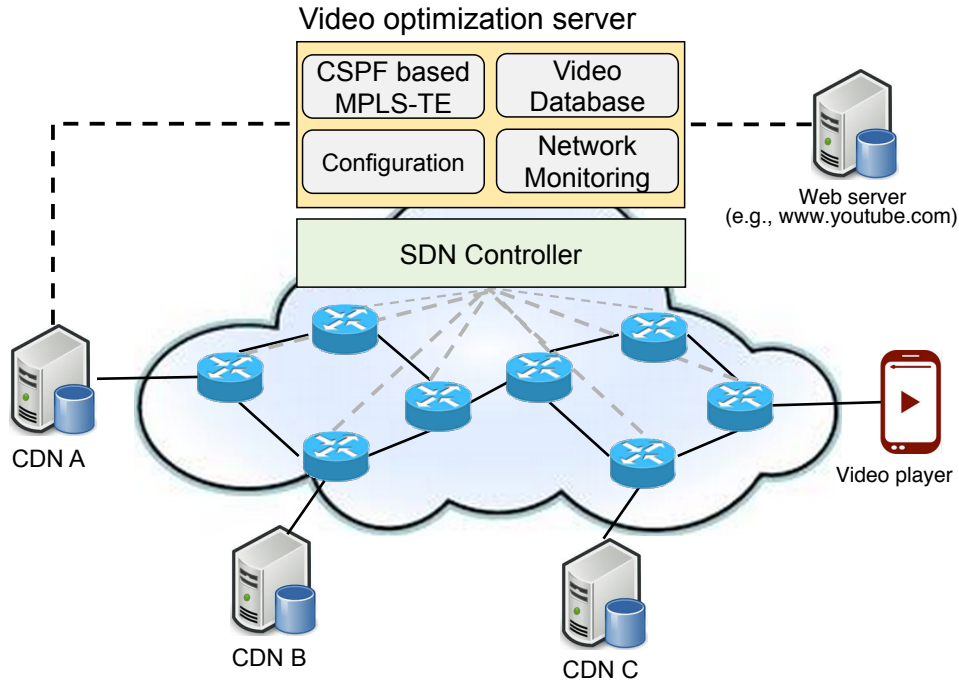 Video optimization server
CSPF based
MPLS-TE
Video
Database
Configuration
Network
Monitoring
Web server
(e.g., www.youtube.com)
SDN Controller
CDN A
Video player
CDN B
CDN C